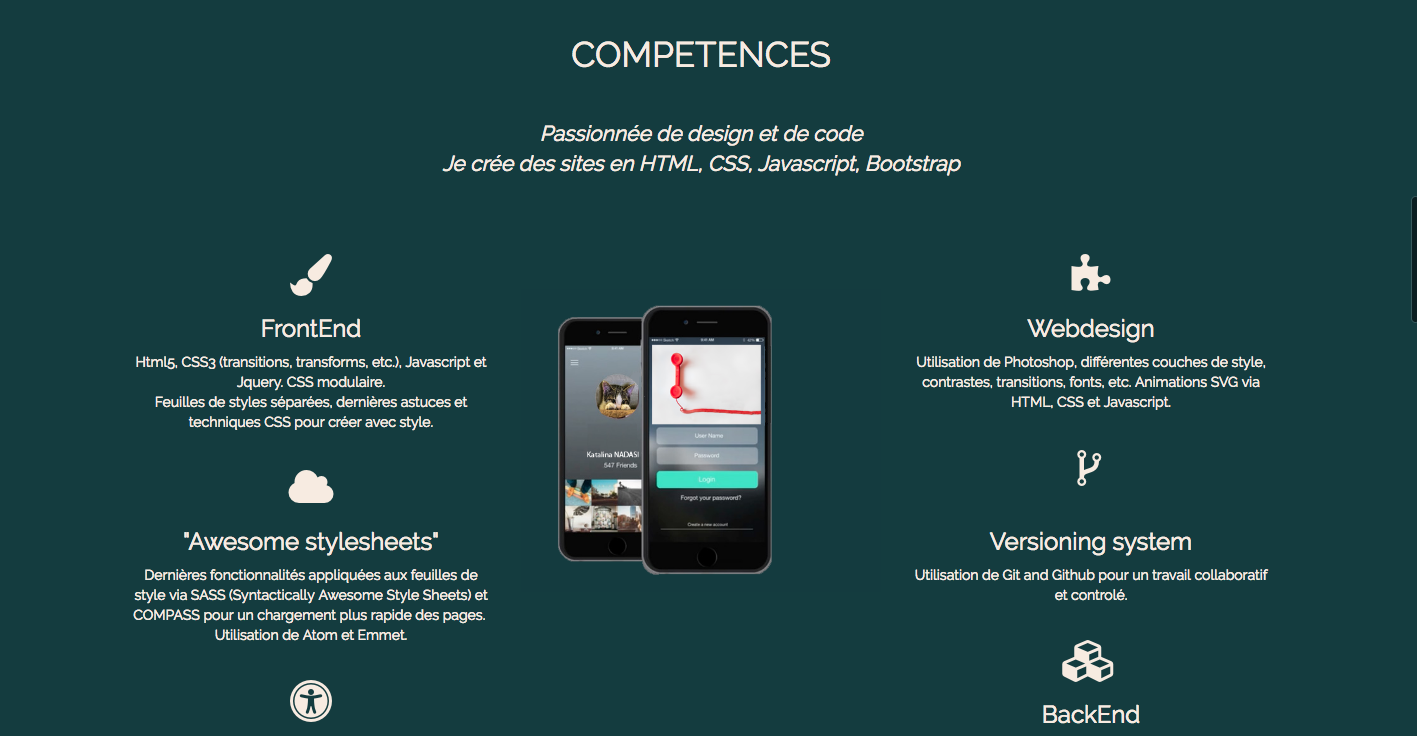 COMPETENCES
Passionnée de design et de code
Je crée des sites en HTML, CSS, Javascript, Bootstrap
FrontEnd
Html5, CSS3 (transitions, transforms, etc.), Javascript et
Jquery. CSS modulaire.
Feuilles de styles séparées, dernières astuces et
techniques CSS pour créer avec style.
"Awesome stylesheets"
Dernières fonctionnalités appliquées aux feuilles de
style via SASS (Syntactically Awesome Style Sheets) et
COMPASS pour un chargement plus rapide des pages.
Utilisation de Atom et Emmet.
Katalina NADASI
547 Friends
User Name
Password
Login
Forgot your password?
Create a new account
Webdesign
Utilisation de Photoshop, différentes couches de style,
contrastes, transitions, fonts, etc. Animations SVG via
HTML, CSS et Javascript.
Versioning system
Utilisation de Git and Github pour un travail collaboratif
et controlé.
BackEnd